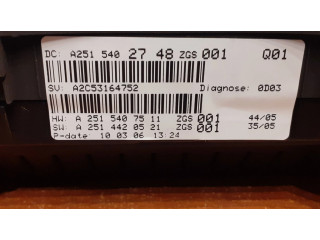 DC: A251 540 27 48 ZGS 001 Q01
SV: A2C53164752 Diagnose: 0D03
HW: A 251 540 75 11 ZGS 001 44/05
SW: A 251 442 05 21 ZGS 001 35/05
P-date 10 03 06 13:24